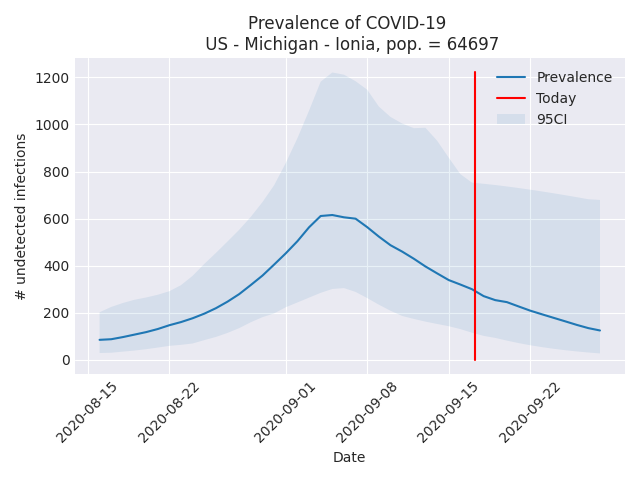 Prevalence of COVID-19
US - Michigan - Ionia, pop. = 64697
# undetected infections
1200
1000
800
600
400
200
0
Prevalence
Today
95CI
2020-08-15
2020-08-22
2020-09-01
2020-09-08
2020-09-15
2020-09-22
Date